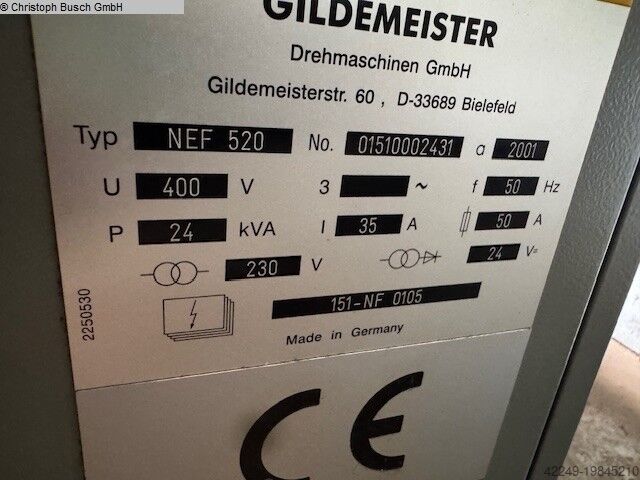 © Christoph Busch GmbH
GILDEMEISTER
Drehmaschinen GmbH
Gildemeisterstr. 60 , D-33689 Bielefeld
Typ NEF 520 No. 01510002431 a 2001
U 400 V 3 ~ f 50 Hz
P 24 kVA I 35 A 50 A
230 V 24 V=
151-NF 0105
2250530
Made in Germany
CE
42249-19845210